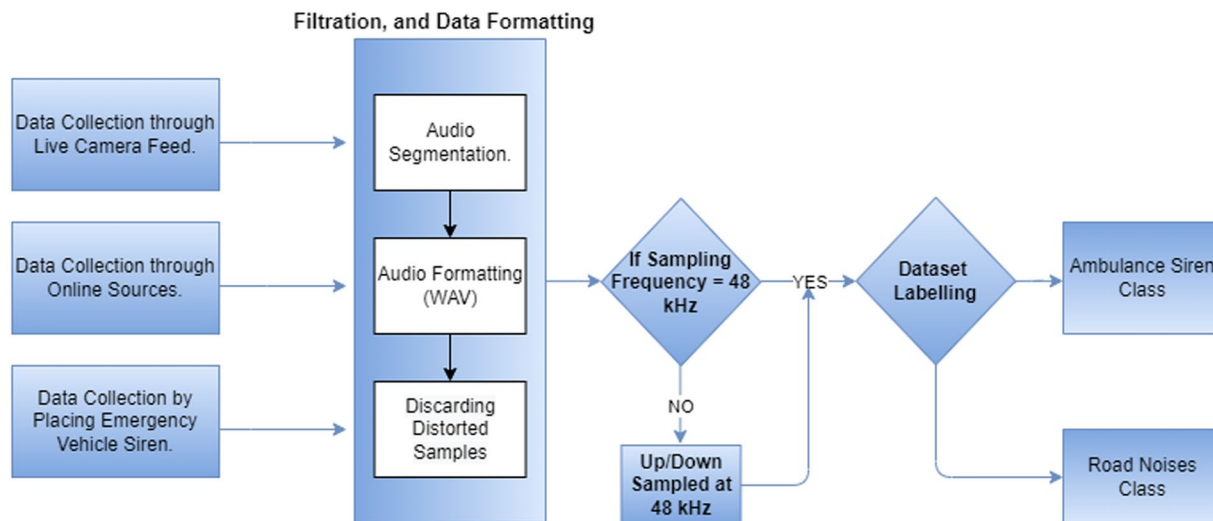 Filtration, and Data Formatting
Data Collection through
Live Camera Feed.
Data Collection through
Online Sources.
Data Collection by
Placing Emergency
Vehicle Siren.
Audio
Segmentation.
Audio Formatting
(WAV)
Discarding
Distorted
Samples
If Sampling
Frequency = 48
kHz
YES
NO
Up/Down
Sampled at
48 kHz
Dataset
Labelling
Ambulance Siren
Class
Road Noises
Class